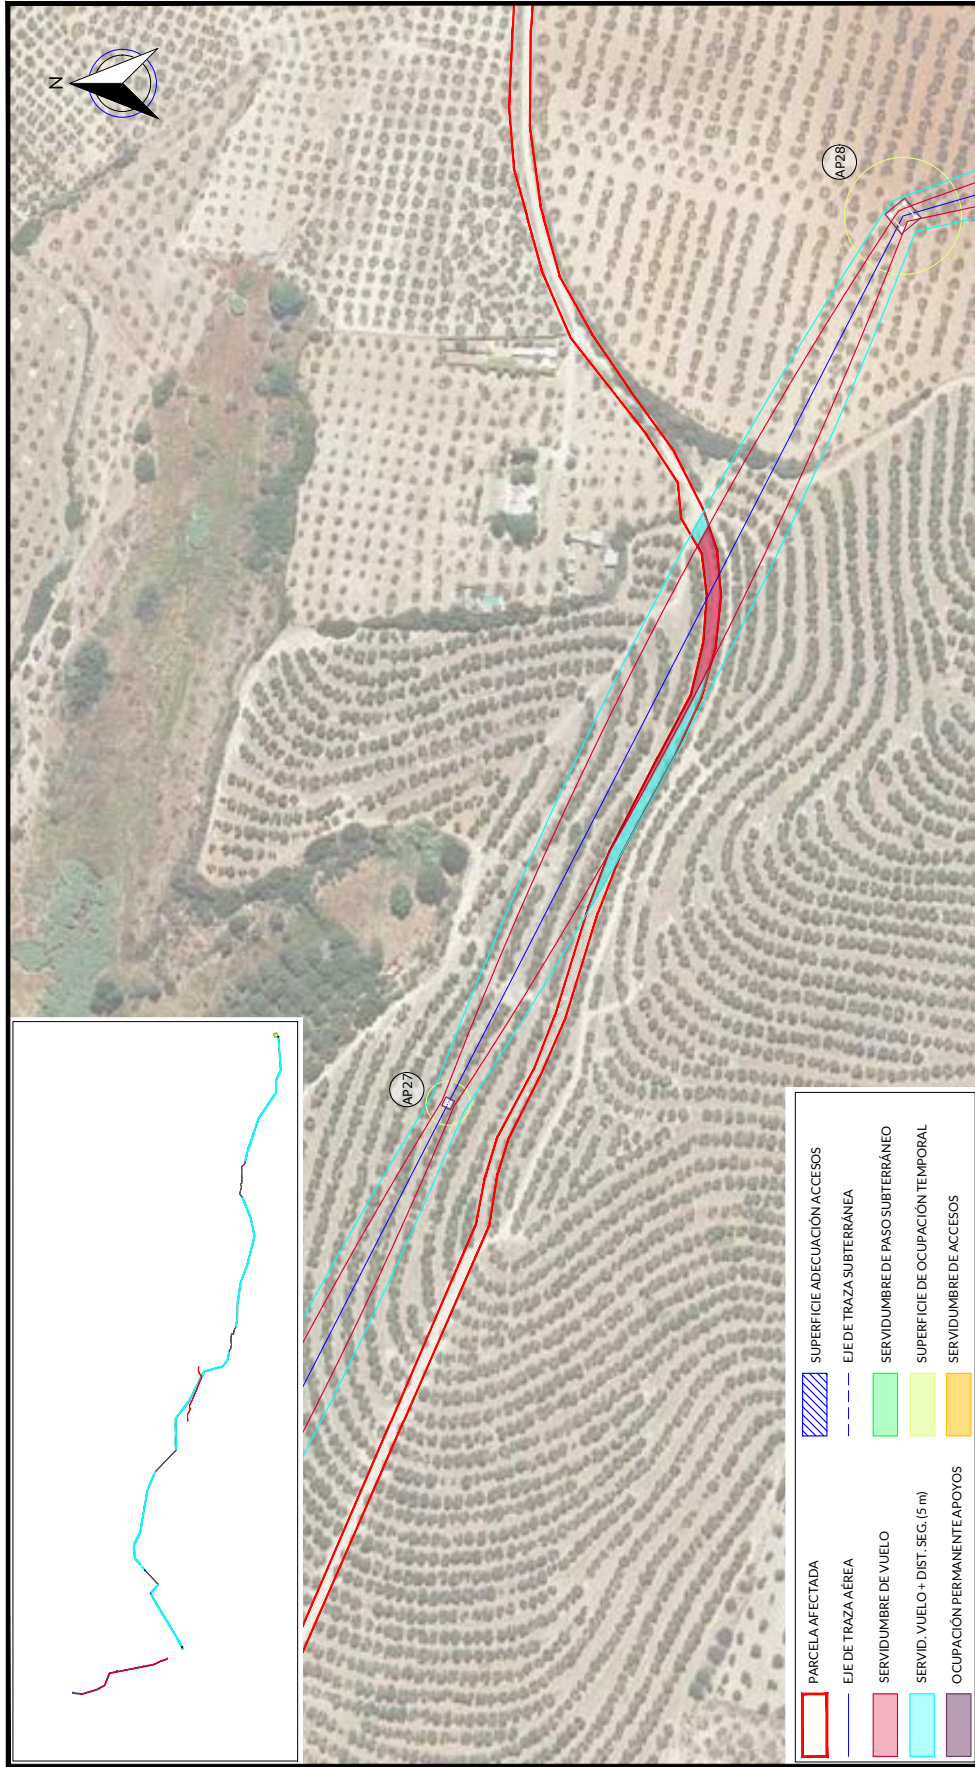 N
AP28
AP27
PARCELA AFECTADA
EJE DE TRAZA AÉREA
SERVIDUMBRE DE VUELO
SERVID. VUELO + DIST. SEG. (5 m)
OCUPACIÓN PERMANENTE APOYOS
SUPERFICIE ADECUACIÓN ACCESOS
EJE DE TRAZA SUBTERRÁNEA
SERVIDUMBRE DE PASO SUBTERRÁNEO
SUPERFICIE DE OCUPACIÓN TEMPORAL
SERVIDUMBRE DE ACCESOS